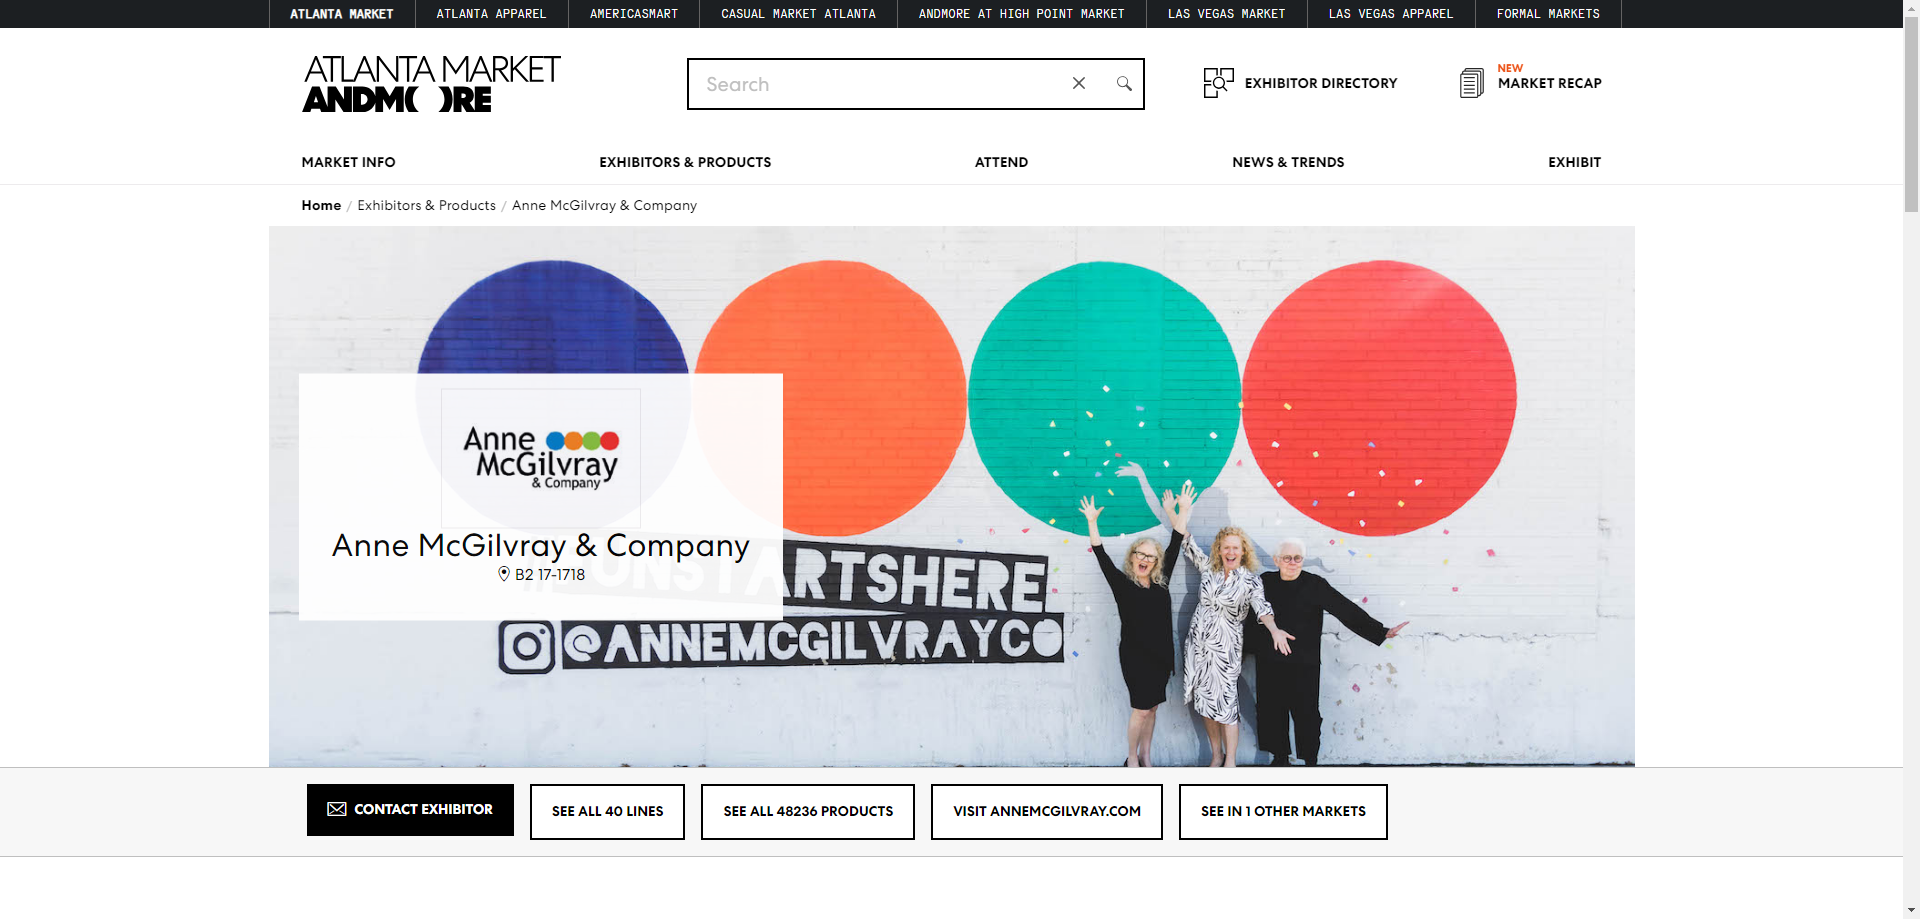 ATLANTA MARKET
ATLANTA APPAREL
AMERICASMART
CASUAL MARKET ATLANTA
ANDMORE AT HIGH POINT MARKET
LAS VEGAS MARKET
LAS VEGAS APPAREL
FORMAL MARKETS
ATLANTA MARKET
ANDMORE
Search
EXHIBITOR DIRECTORY
NEW
MARKET RECAP
MARKET INFO
EXHIBITORS & PRODUCTS
ATTEND
NEWS & TRENDS
EXHIBIT
Home / Exhibitors & Products / Anne McGilvray & Company
Anne
McGilvray
& Company
Anne McGilvray & Company
B2 17-1718
#FUNSTARTSHERE
@ANNEMCGILVRAYCO
CONTACT EXHIBITOR
SEE ALL 40 LINES
SEE ALL 48236 PRODUCTS
VISIT ANNEMCGILVRAY.COM
SEE IN 1 OTHER MARKETS